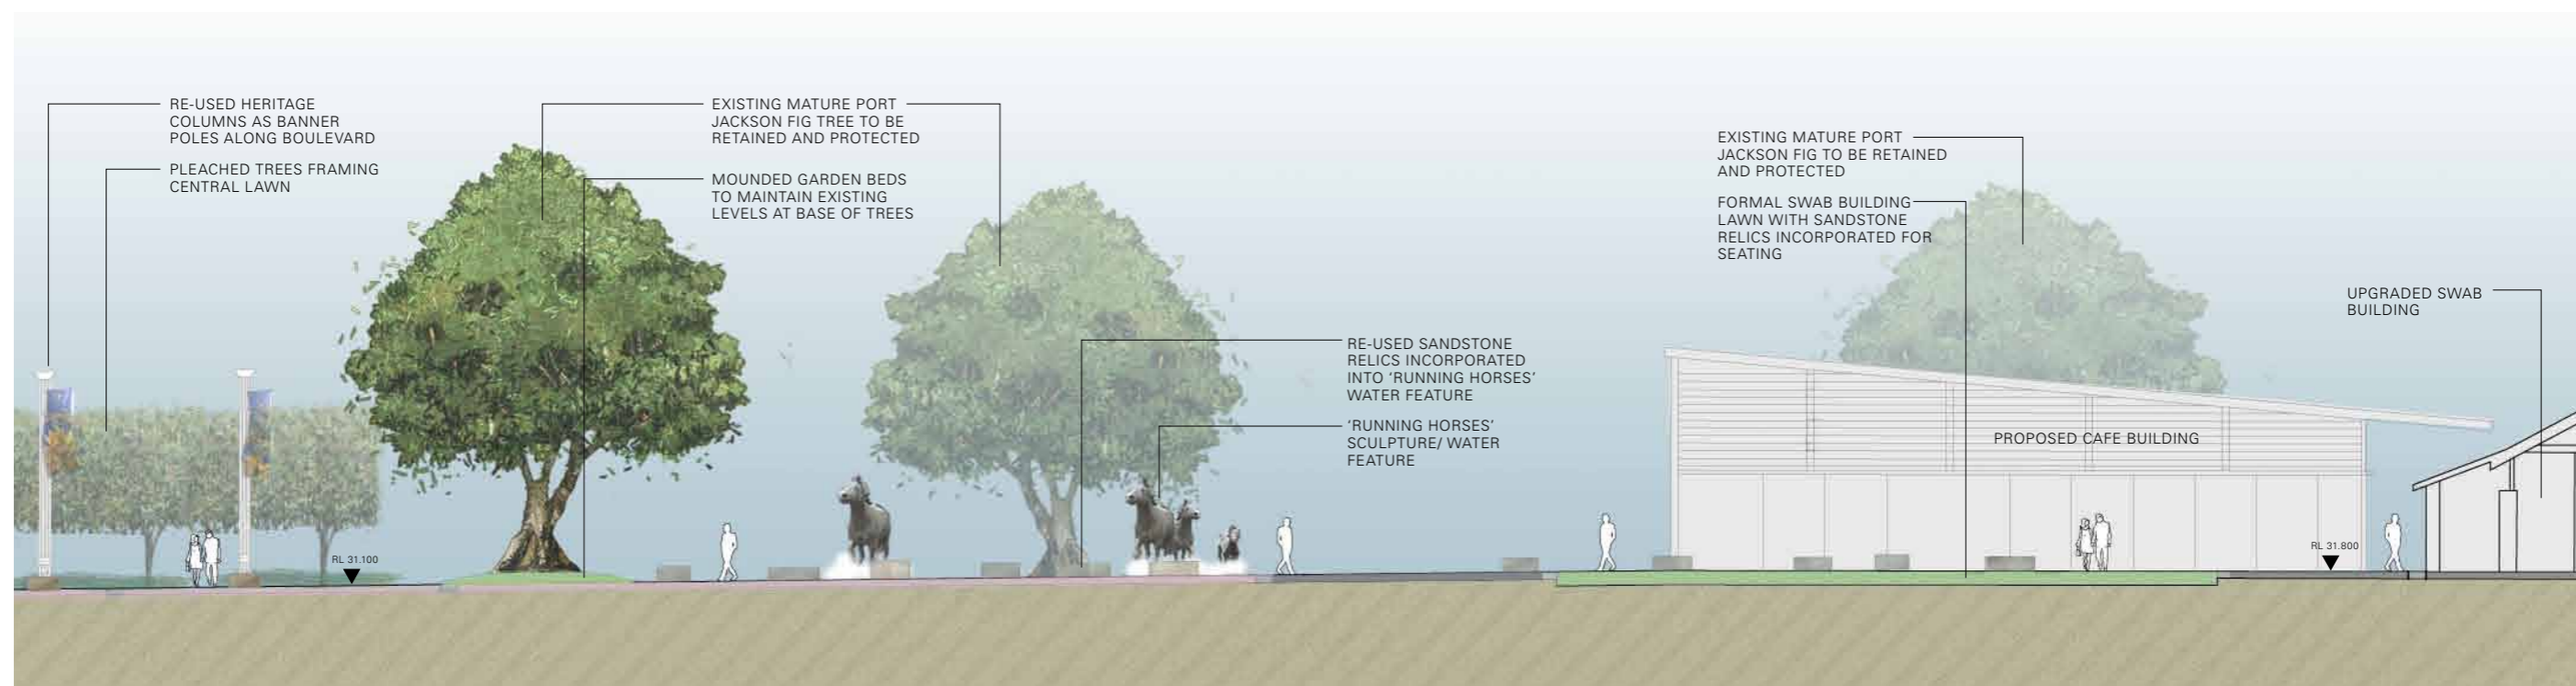 RE-USED HERITAGE
COLUMNS AS BANNER
POLES ALONG BOULEVARD
PLEACHED TREES FRAMING
CENTRAL LAWN
EXISTING MATURE PORT
JACKSON FIG TREE TO BE
RETAINED AND PROTECTED
MOUNDED GARDEN BEDS
TO MAINTAIN EXISTING
LEVELS AT BASE OF TREES
RE-USED SANDSTONE
RELICS INCORPORATED
INTO ‘RUNNING HORSES’
WATER FEATURE
‘RUNNING HORSES’
SCULPTURE/ WATER
FEATURE
EXISTING MATURE PORT
JACKSON FIG TO BE RETAINED
AND PROTECTED
FORMAL SWAB BUILDING
LAWN WITH SANDSTONE
RELICS INCORPORATED FOR
SEATING
UPGRADED SWAB
BUILDING
PROPOSED CAFE BUILDING
RL 31.100
RL 31.800